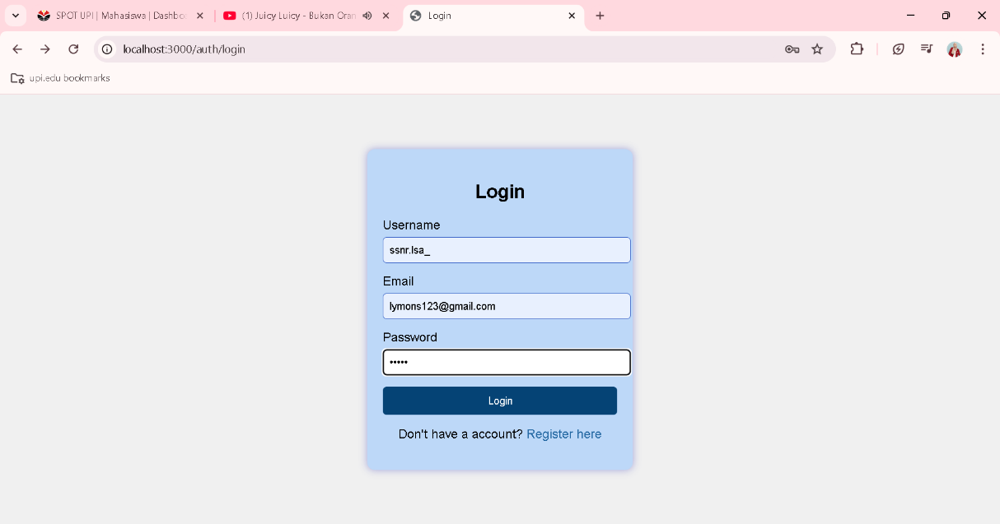 SPOT UPI | Mahasiswa | Dashbo
(1) Juicy Luicy - Bukan Oran
Login
localhost:3000/auth/login
upi.edu bookmarks
Login
Username
ssnr.lsa_
Email
lymons123@gmail.com
Password
•••••
Login
Don't have a account? Register here